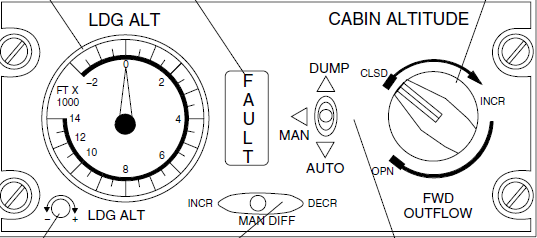 LDG ALT
CABIN ALTITUDE
0
–2
2
FT X
1000
14
4
12
10
6
8
LDG ALT
– +
FAULT
DUMP
MAN
AUTO
INCR
DECR
MAN DIFF
CLSD
INCR
OPN
FWD
OUTFLOW